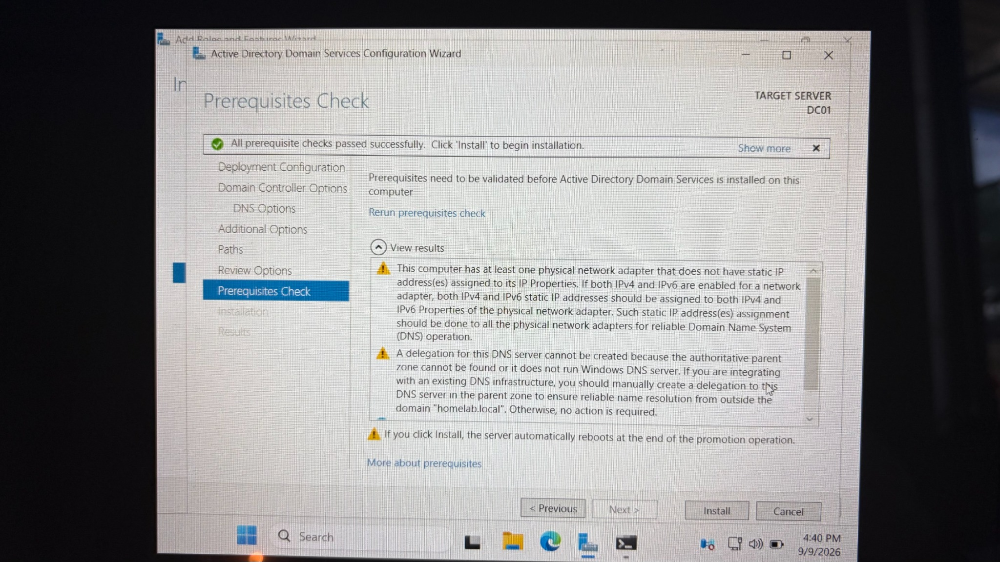 Add Roles and Features Wizard
Active Directory Domain Services Configuration Wizard
In
Prerequisites Check
TARGET SERVER
DC01
All prerequisite checks passed successfully. Click 'Install' to begin installation.
Show more
Deployment Configuration
Domain Controller Options
DNS Options
Additional Options
Paths
Review Options
Prerequisites Check
Installation
Results
Prerequisites need to be validated before Active Directory Domain Services is installed on this
computer
Rerun prerequisites check
View results
This computer has at least one physical network adapter that does not have static IP
address(es) assigned to its IP Properties. If both IPv4 and IPv6 are enabled for a network
adapter, both IPv4 and IPv6 static IP addresses should be assigned to both IPv4 and
IPv6 Properties of the physical network adapter. Such static IP address(es) assignment
should be done to all the physical network adapters for reliable Domain Name System
(DNS) operation.
A delegation for this DNS server cannot be created because the authoritative parent
zone cannot be found or it does not run Windows DNS server. If you are integrating
with an existing DNS infrastructure, you should manually create a delegation to this
DNS server in the parent zone to ensure reliable name resolution from outside the
domain "homelab.local". Otherwise, no action is required.
If you click Install, the server automatically reboots at the end of the promotion operation.
More about prerequisites
< Previous
Next >
Install
Cancel
Search
4:40 PM
9/9/2026